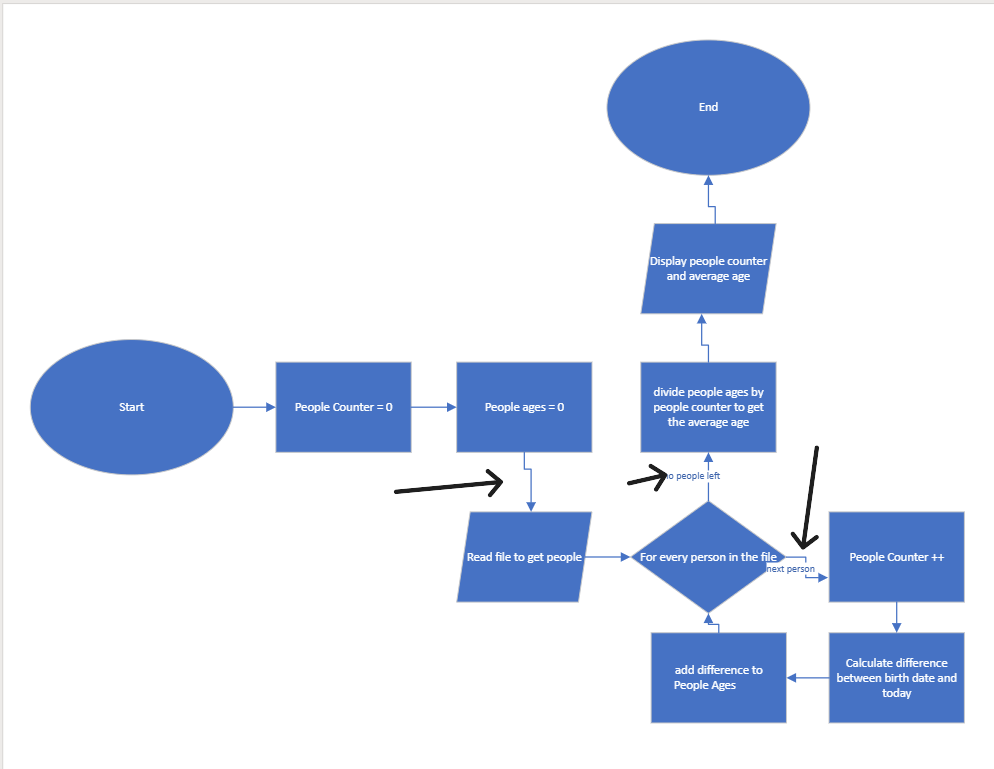 End
Display people counter
and average age
divide people ages by
people counter to get
the average age
Start
People Counter = 0
People ages = 0
people left
Read file to get people
For every person in the file
next person
People Counter ++
add difference to
People Ages
Calculate difference
between birth date and
today